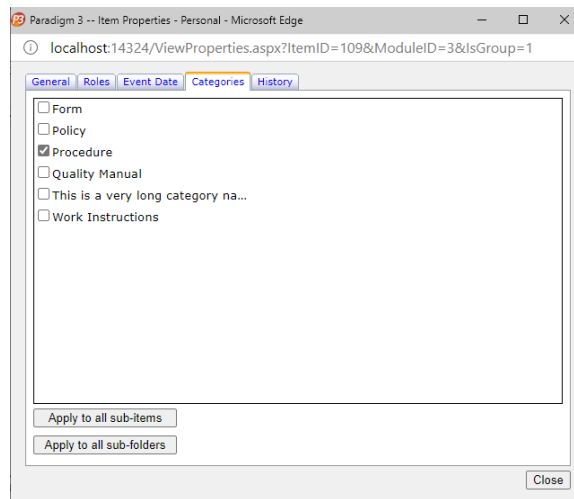 Paradigm 3 -- Item Properties - Personal - Microsoft Edge
localhost:14324/ViewProperties.aspx?ItemID=109&ModuleID=3&IsGroup=1
General Roles Event Date Categories History
Form
Policy
Procedure
Quality Manual
This is a very long category na...
Work Instructions
Apply to all sub-items
Apply to all sub-folders
Close